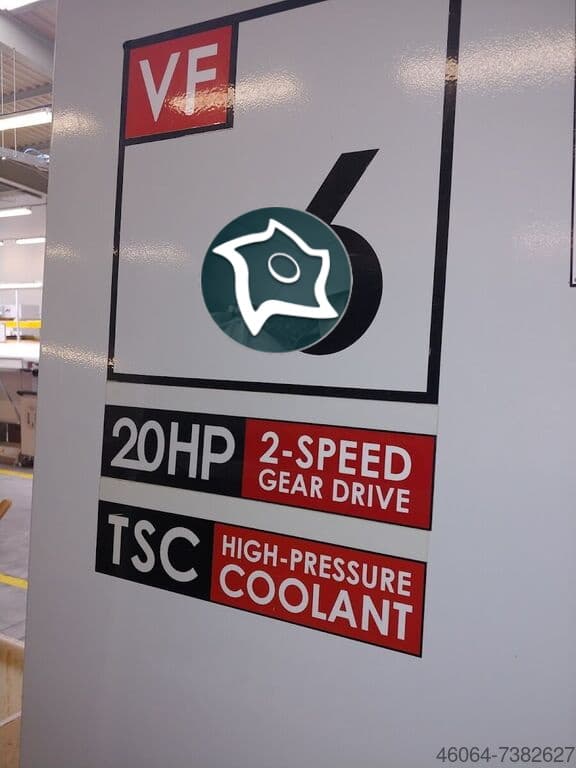 VF
6
20HP
2-SPEED
GEAR DRIVE
TSC
HIGH-PRESSURE
COOLANT
46064-7382627